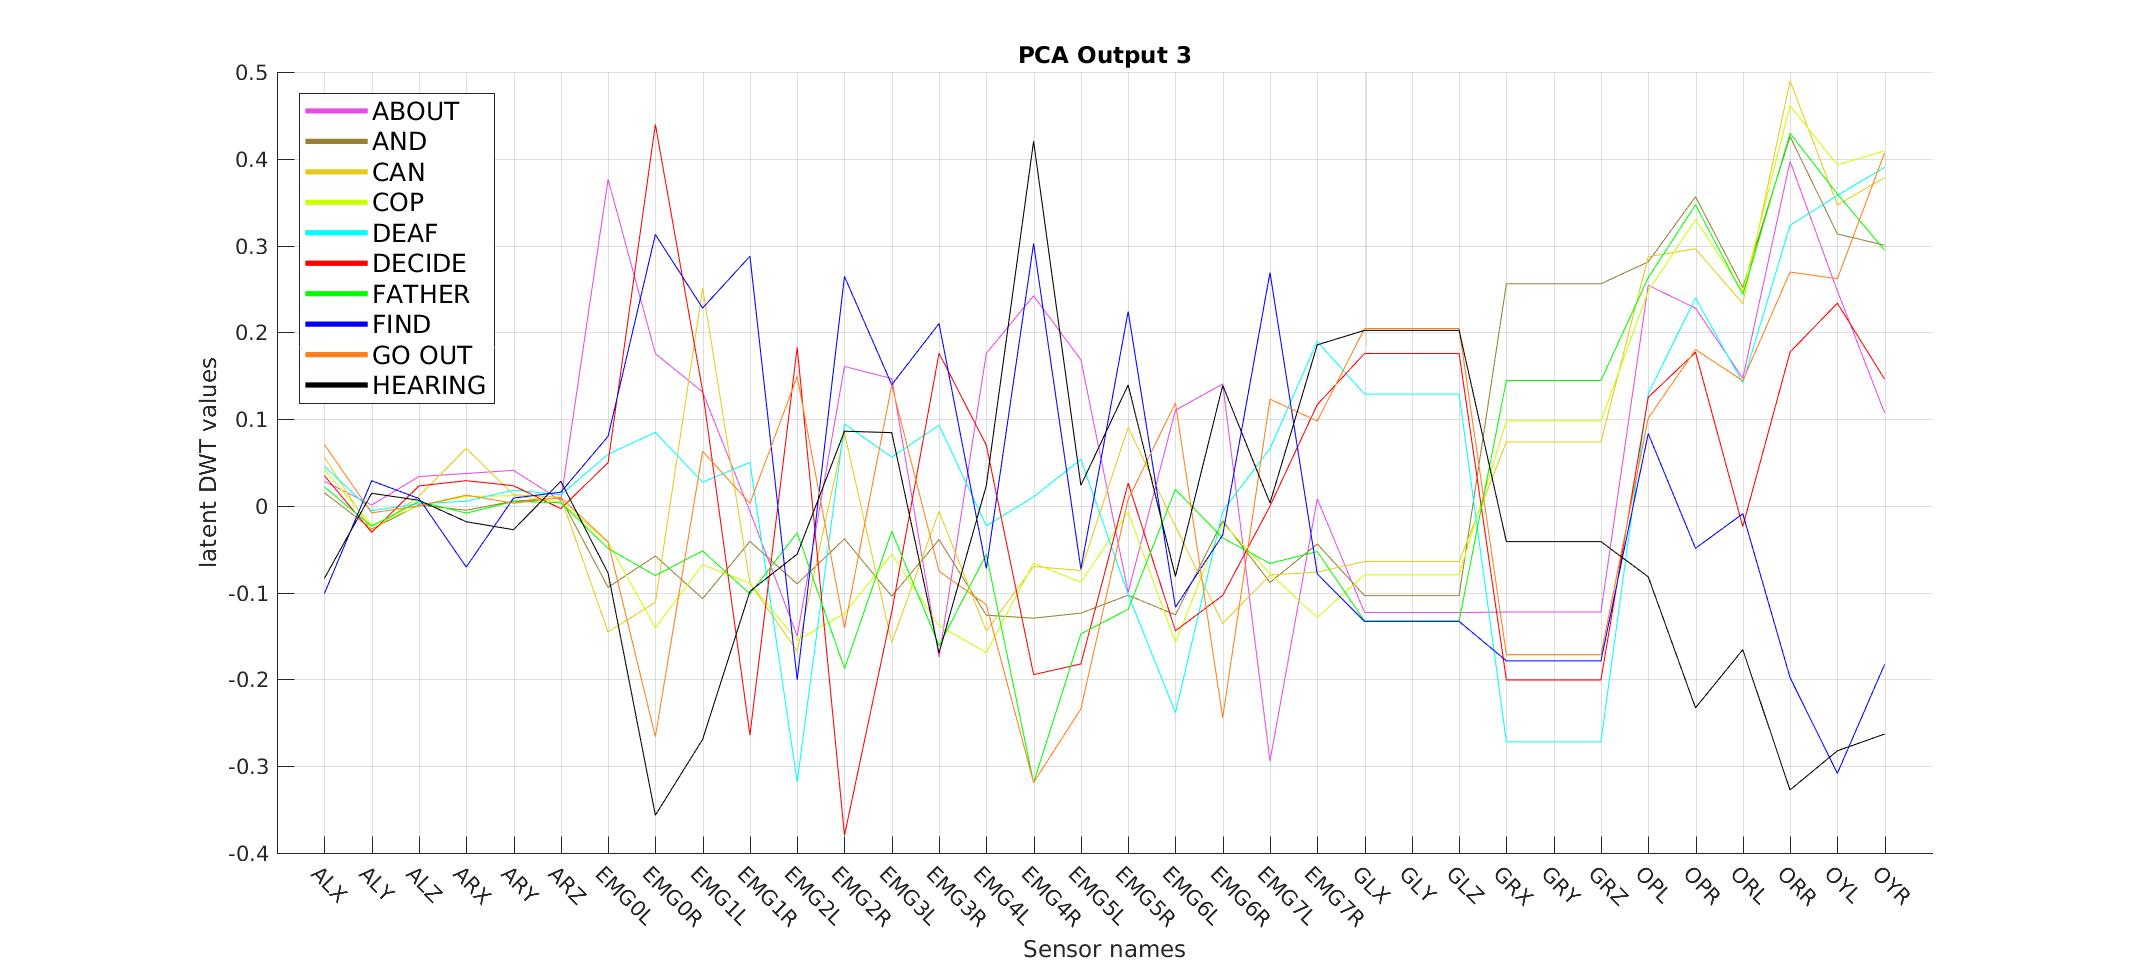 PCA Output 3
0.5
0.4
0.3
0.2
0.1
0
-0.1
-0.2
-0.3
-0.4
latent DWT values
ABOUT
AND
CAN
COP
DEAF
DECIDE
FATHER
FIND
GO OUT
HEARING
ALX
ALY
ALZ
ARX
ARY
ARZ
EMG0L
EMG0R
EMG1L
EMG1R
EMG2L
EMG2R
EMG3L
EMG3R
EMG4L
EMG4R
EMG5L
EMG5R
EMG6L
EMG6R
EMG7L
EMG7R
GLX
GLY
GLZ
GRX
GRY
GRZ
OPL
OPR
ORL
ORR
OYL
OYR
Sensor names